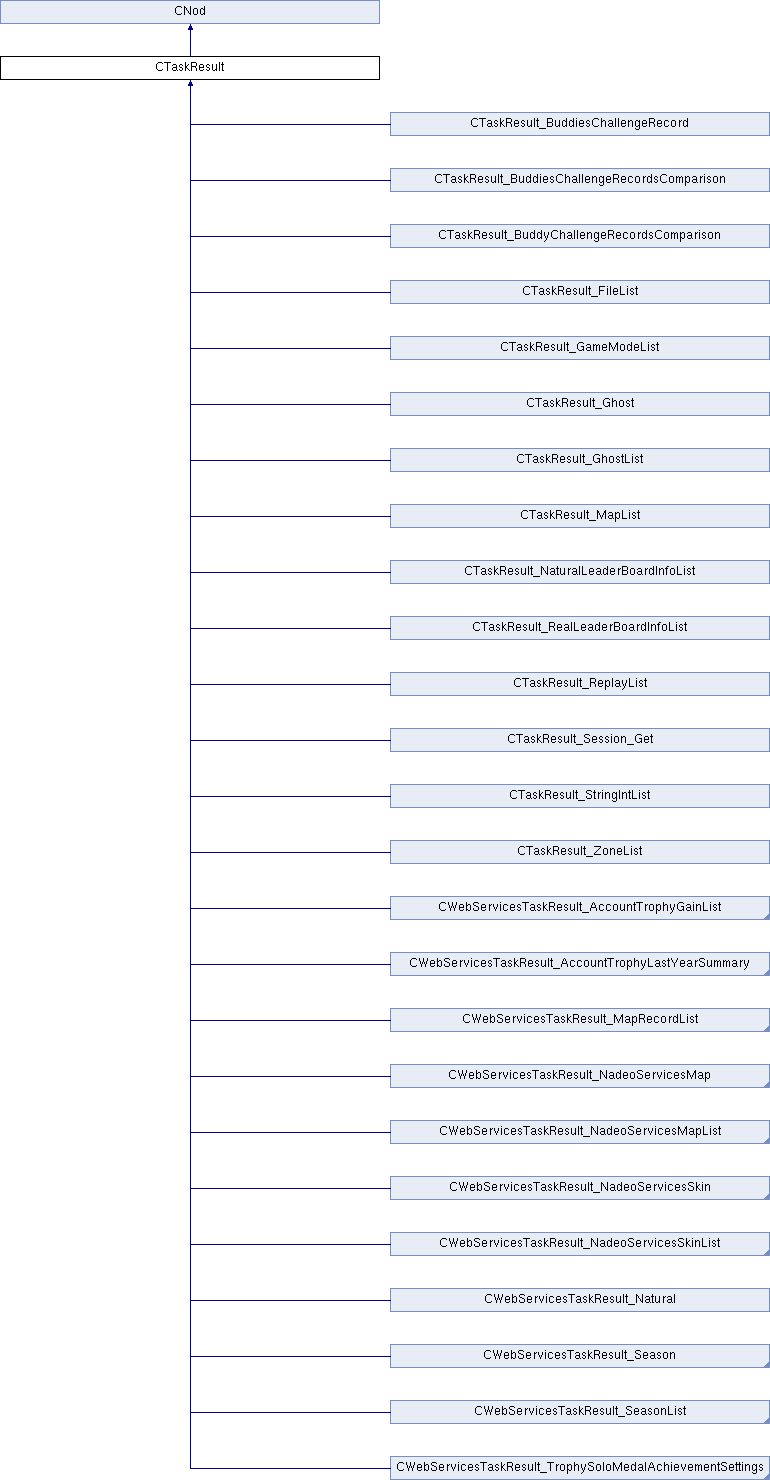 CNod
CTaskResult
CTaskResult_BuddiesChallengeRecord
CTaskResult_BuddiesChallengeRecordsComparison
CTaskResult_BuddyChallengeRecordsComparison
CTaskResult_FileList
CTaskResult_GameModeList
CTaskResult_Ghost
CTaskResult_GhostList
CTaskResult_MapList
CTaskResult_NaturalLeaderBoardInfoList
CTaskResult_RealLeaderBoardInfoList
CTaskResult_ReplayList
CTaskResult_Session_Get
CTaskResult_StringIntList
CTaskResult_ZoneList
CWebServicesTaskResult_AccountTrophyGainList
CWebServicesTaskResult_AccountTrophyLastYearSummary
CWebServicesTaskResult_MapRecordList
CWebServicesTaskResult_NadeoServicesMap
CWebServicesTaskResult_NadeoServicesMapList
CWebServicesTaskResult_NadeoServicesSkin
CWebServicesTaskResult_NadeoServicesSkinList
CWebServicesTaskResult_Natural
CWebServicesTaskResult_Season
CWebServicesTaskResult_SeasonList
CWebServicesTaskResult_TrophySoloMedalAchievementSettings